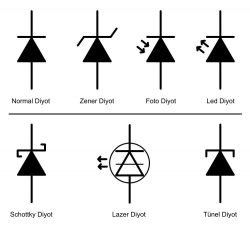 Normal Diyot
Zener Diyot
Foto Diyot
Led Diyot
Schottky Diyot
Lazer Diyot
Tünel Diyot